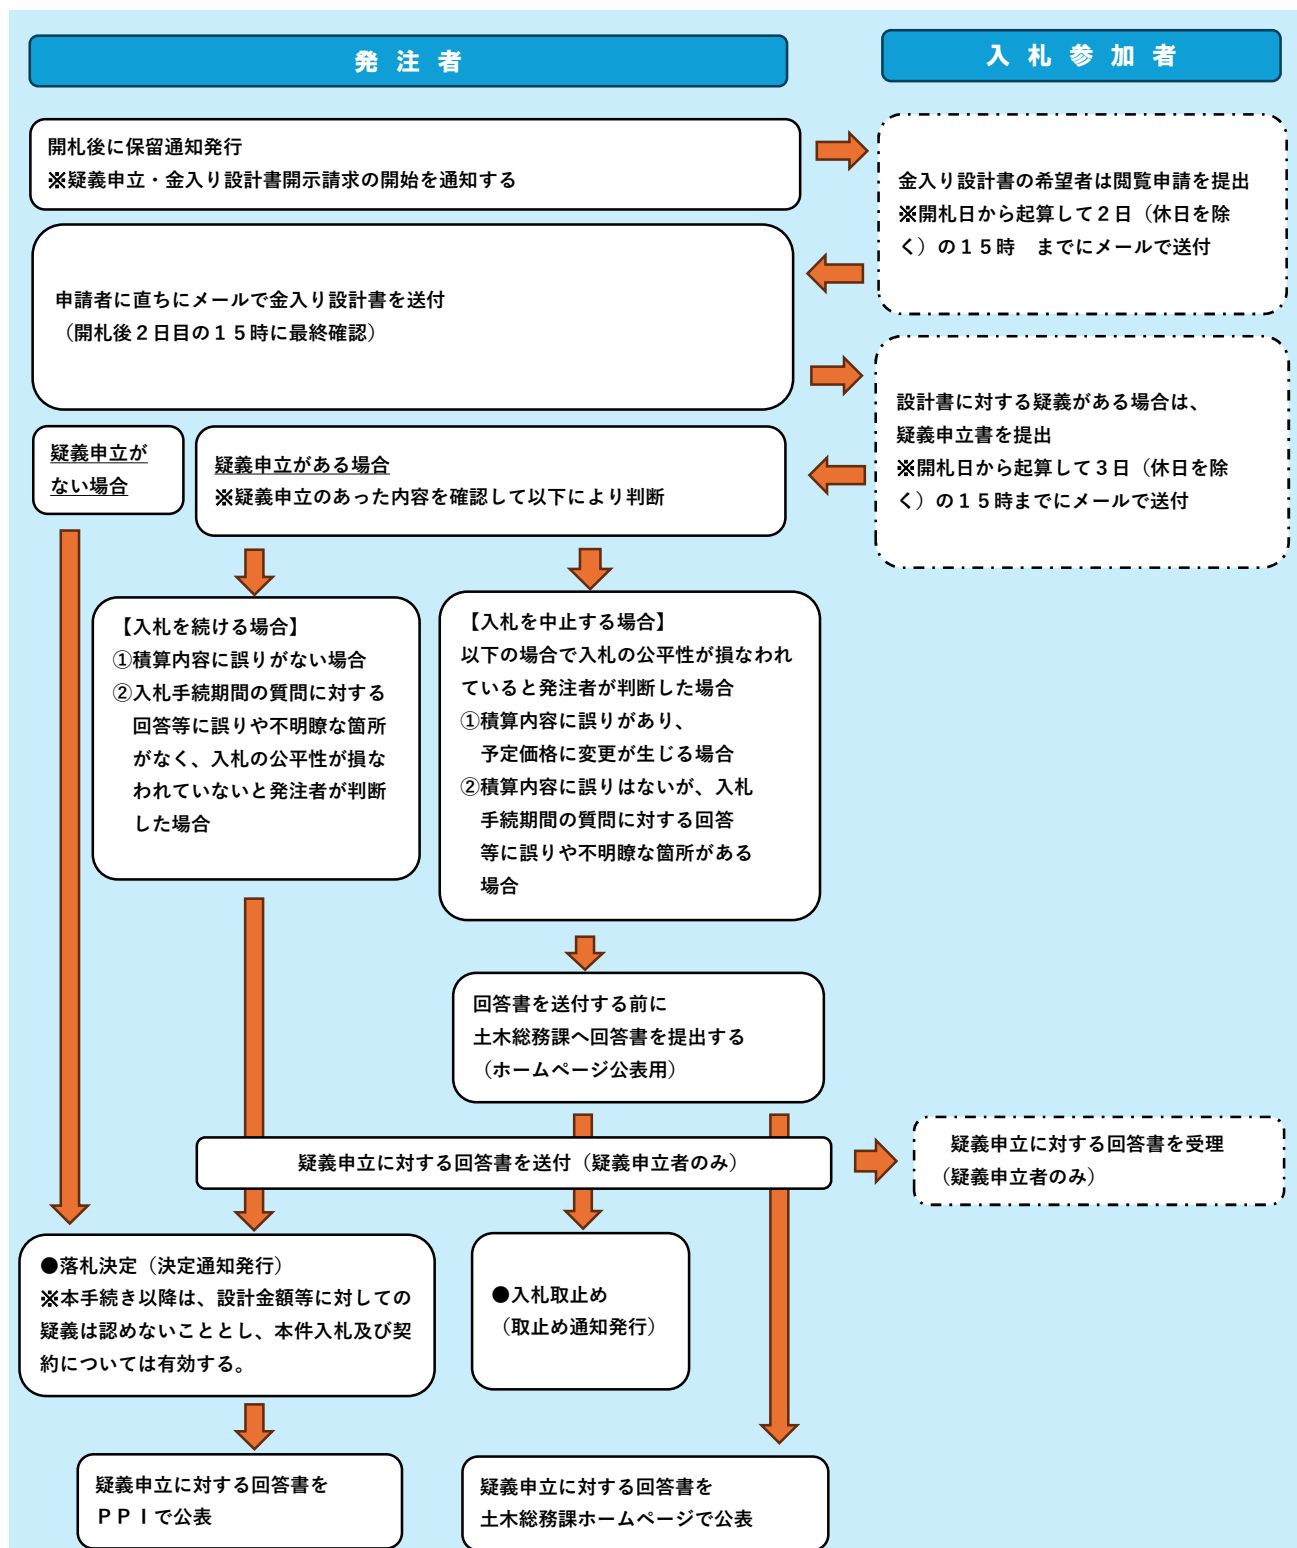 発注者
入札参加者
開札後に保留通知発行
※疑義申立・金入り設計書開示請求の開始を通知する
金入り設計書の希望者は閲覧申請を提出
※開札日から起算して２日（休日を除
く）の１５時　までにメールで送付
申請者に直ちにメールで金入り設計書を送付
（開札後２日目の１５時に最終確認）
設計書に対する疑義がある場合は、
疑義申立書を提出
※開札日から起算して３日（休日を除
く）の１５時までにメールで送付
疑義申立が
ない場合
疑義申立がある場合
※疑義申立のあった内容を確認して以下により判断
【入札を続ける場合】
①積算内容に誤りがない場合
②入札手続期間の質問に対する
回答等に誤りや不明瞭な箇所
がなく、入札の公平性が損な
われていないと発注者が判断
した場合
【入札を中止する場合】
以下の場合で入札の公平性が損なわれ
ていると発注者が判断した場合
①積算内容に誤りがあり、
予定価格に変更が生じる場合
②積算内容に誤りはないが、入札
手続期間の質問に対する回答
等に誤りや不明瞭な箇所がある
場合
回答書を送付する前に
土木総務課へ回答書を提出する
（ホームページ公表用）
疑義申立に対する回答書を送付（疑義申立者のみ）
疑義申立に対する回答書を受理
（疑義申立者のみ）
●落札決定（決定通知発行）
※本手続き以降は、設計金額等に対しての
疑義は認めないこととし、本件入札及び契
約については有効する。
●入札取止め
（取止め通知発行）
疑義申立に対する回答書を
ＰＰＩで公表
疑義申立に対する回答書を
土木総務課ホームページで公表